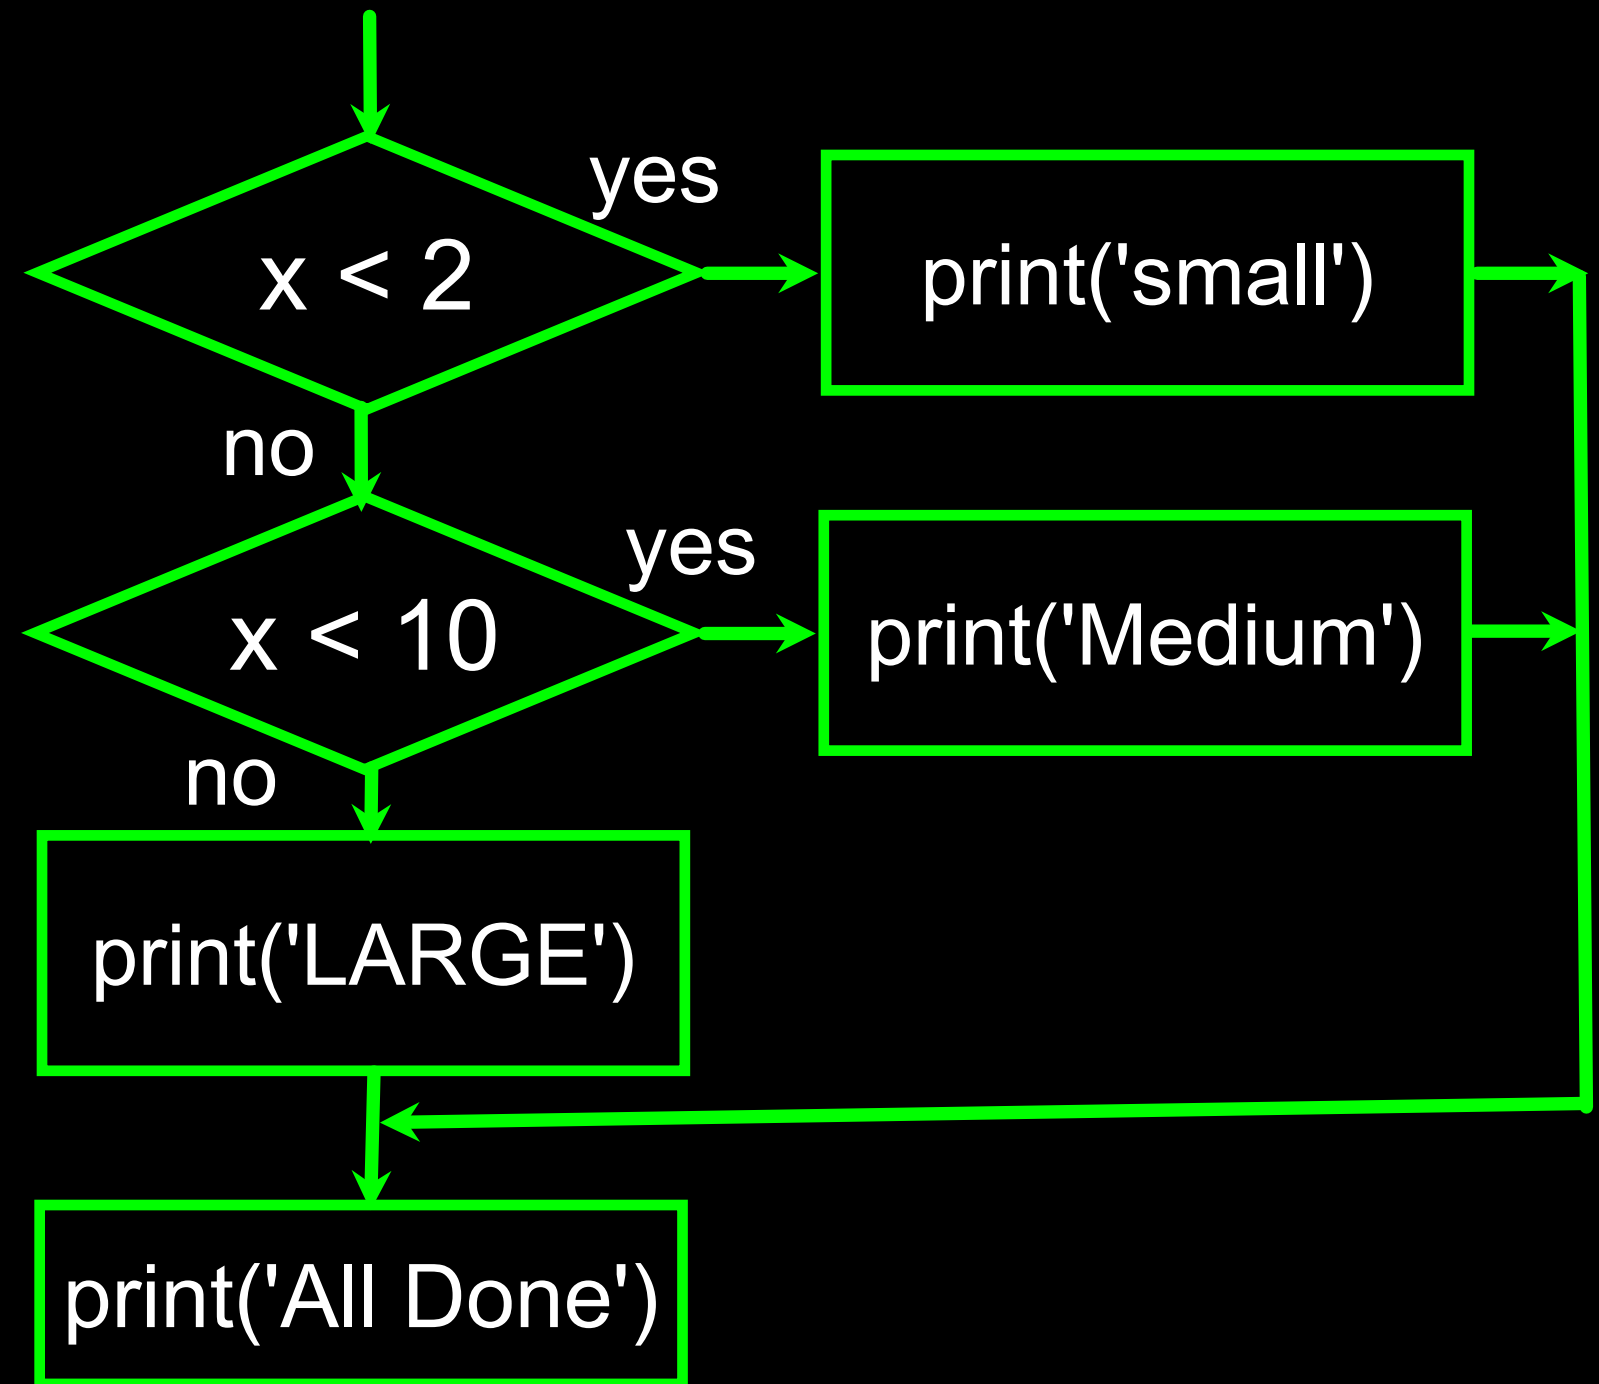 yes
x < 2
print('small')
no
yes
x < 10
print('Medium')
no
print('LARGE')
print('All Done')